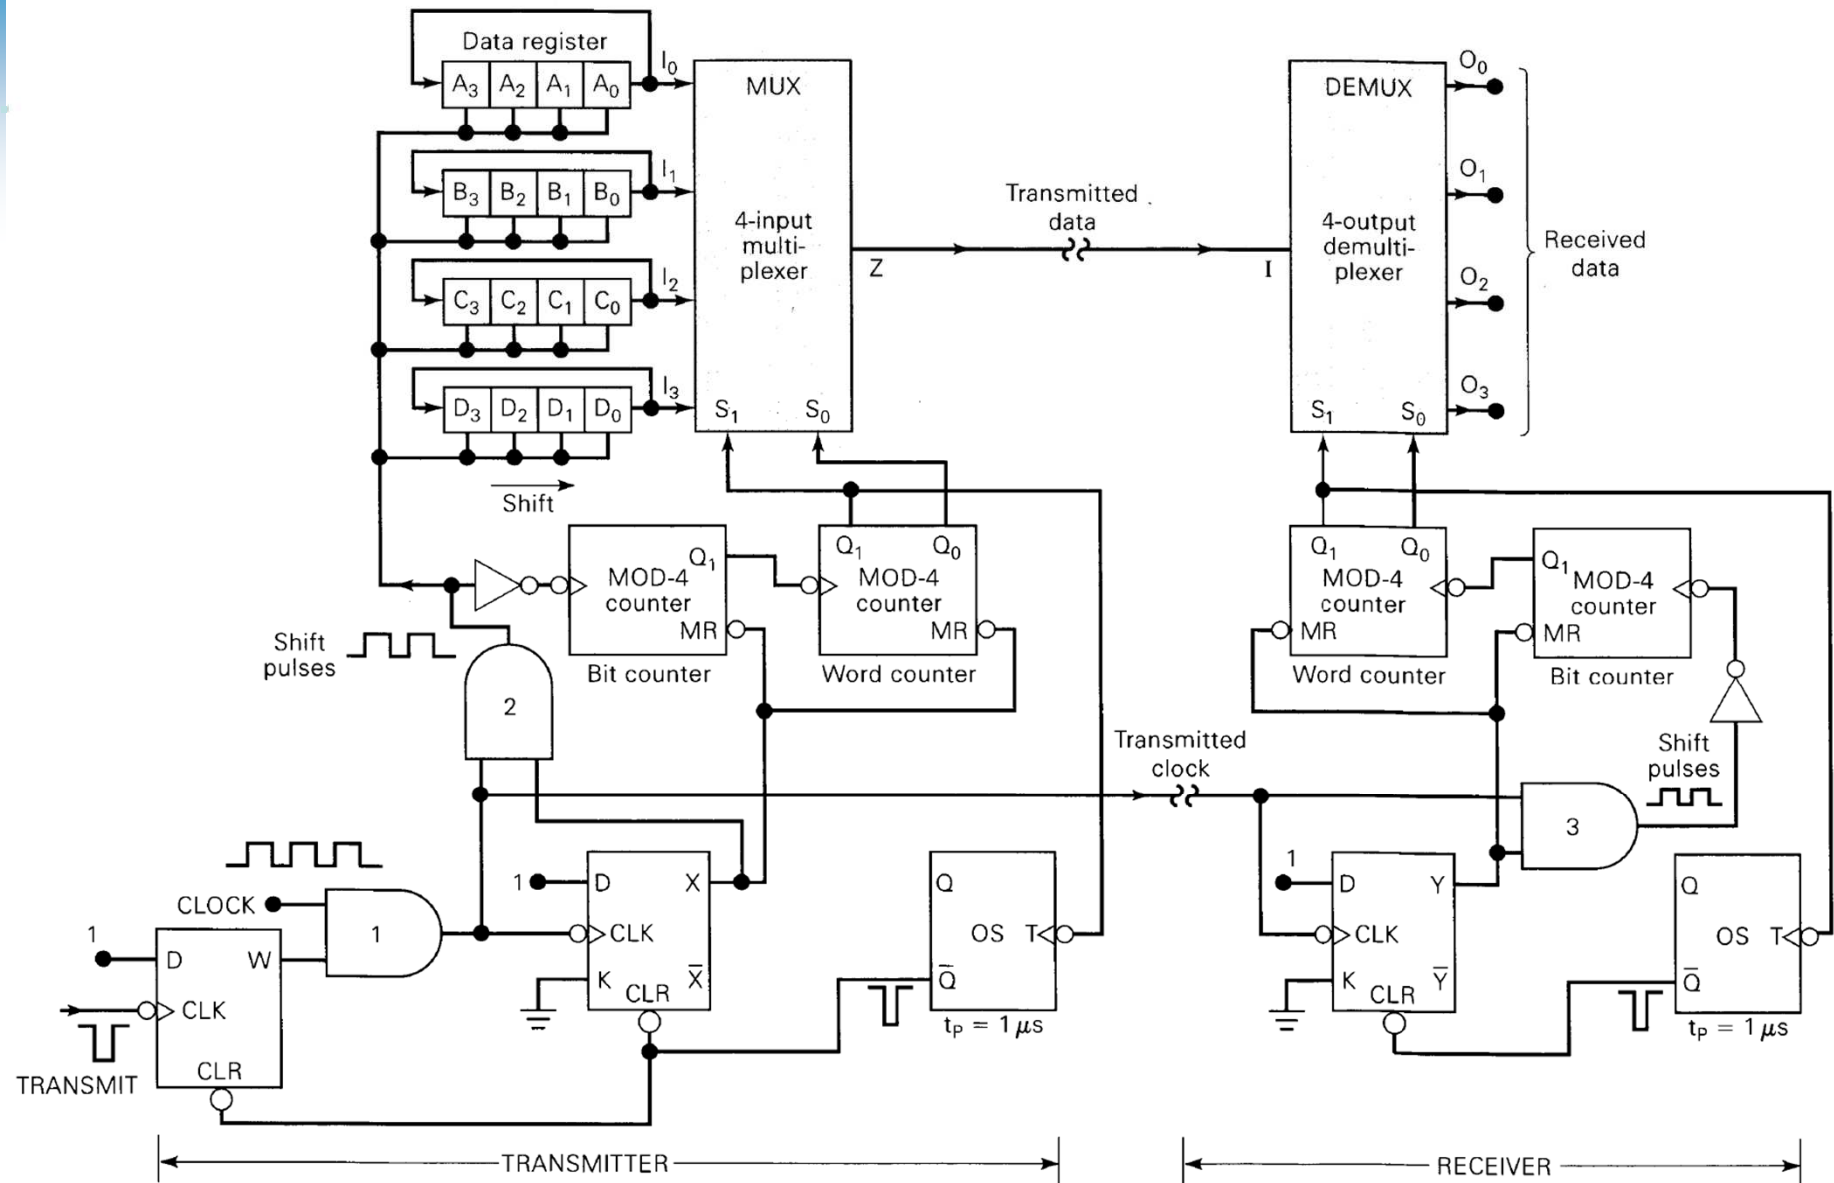 Data register
A₃ A₂ A₁ A₀
I₀
B₃ B₂ B₁ B₀
I₁
C₃ C₂ C₁ C₀
I₂
D₃ D₂ D₁ D₀
I₃
Shift
MUX
4-input
multi-
plexer
S₁ S₀
Z
Transmitted
data
I
DEMUX
4-output
demulti-
plexer
S₁ S₀
O₀
O₁
O₂
O₃
Received
data
Shift
pulses
Q₁
MOD-4
counter
MR
Bit counter
Q₁ Q₀
MOD-4
counter
MR
Word counter
Q₁ Q₀
MOD-4
counter
MR
Word counter
Q₁
MOD-4
counter
MR
Bit counter
2
Transmitted
clock
Shift
pulses
3
CLOCK
1
1
D W
CLK
CLR
TRANSMIT
1
D X
CLK
K X̅
CLR
Q
OS T
Q̅
tₚ = 1 μs
1
D Y
CLK
K Y̅
CLR
Q
OS T
Q̅
tₚ = 1 μs
TRANSMITTER
RECEIVER